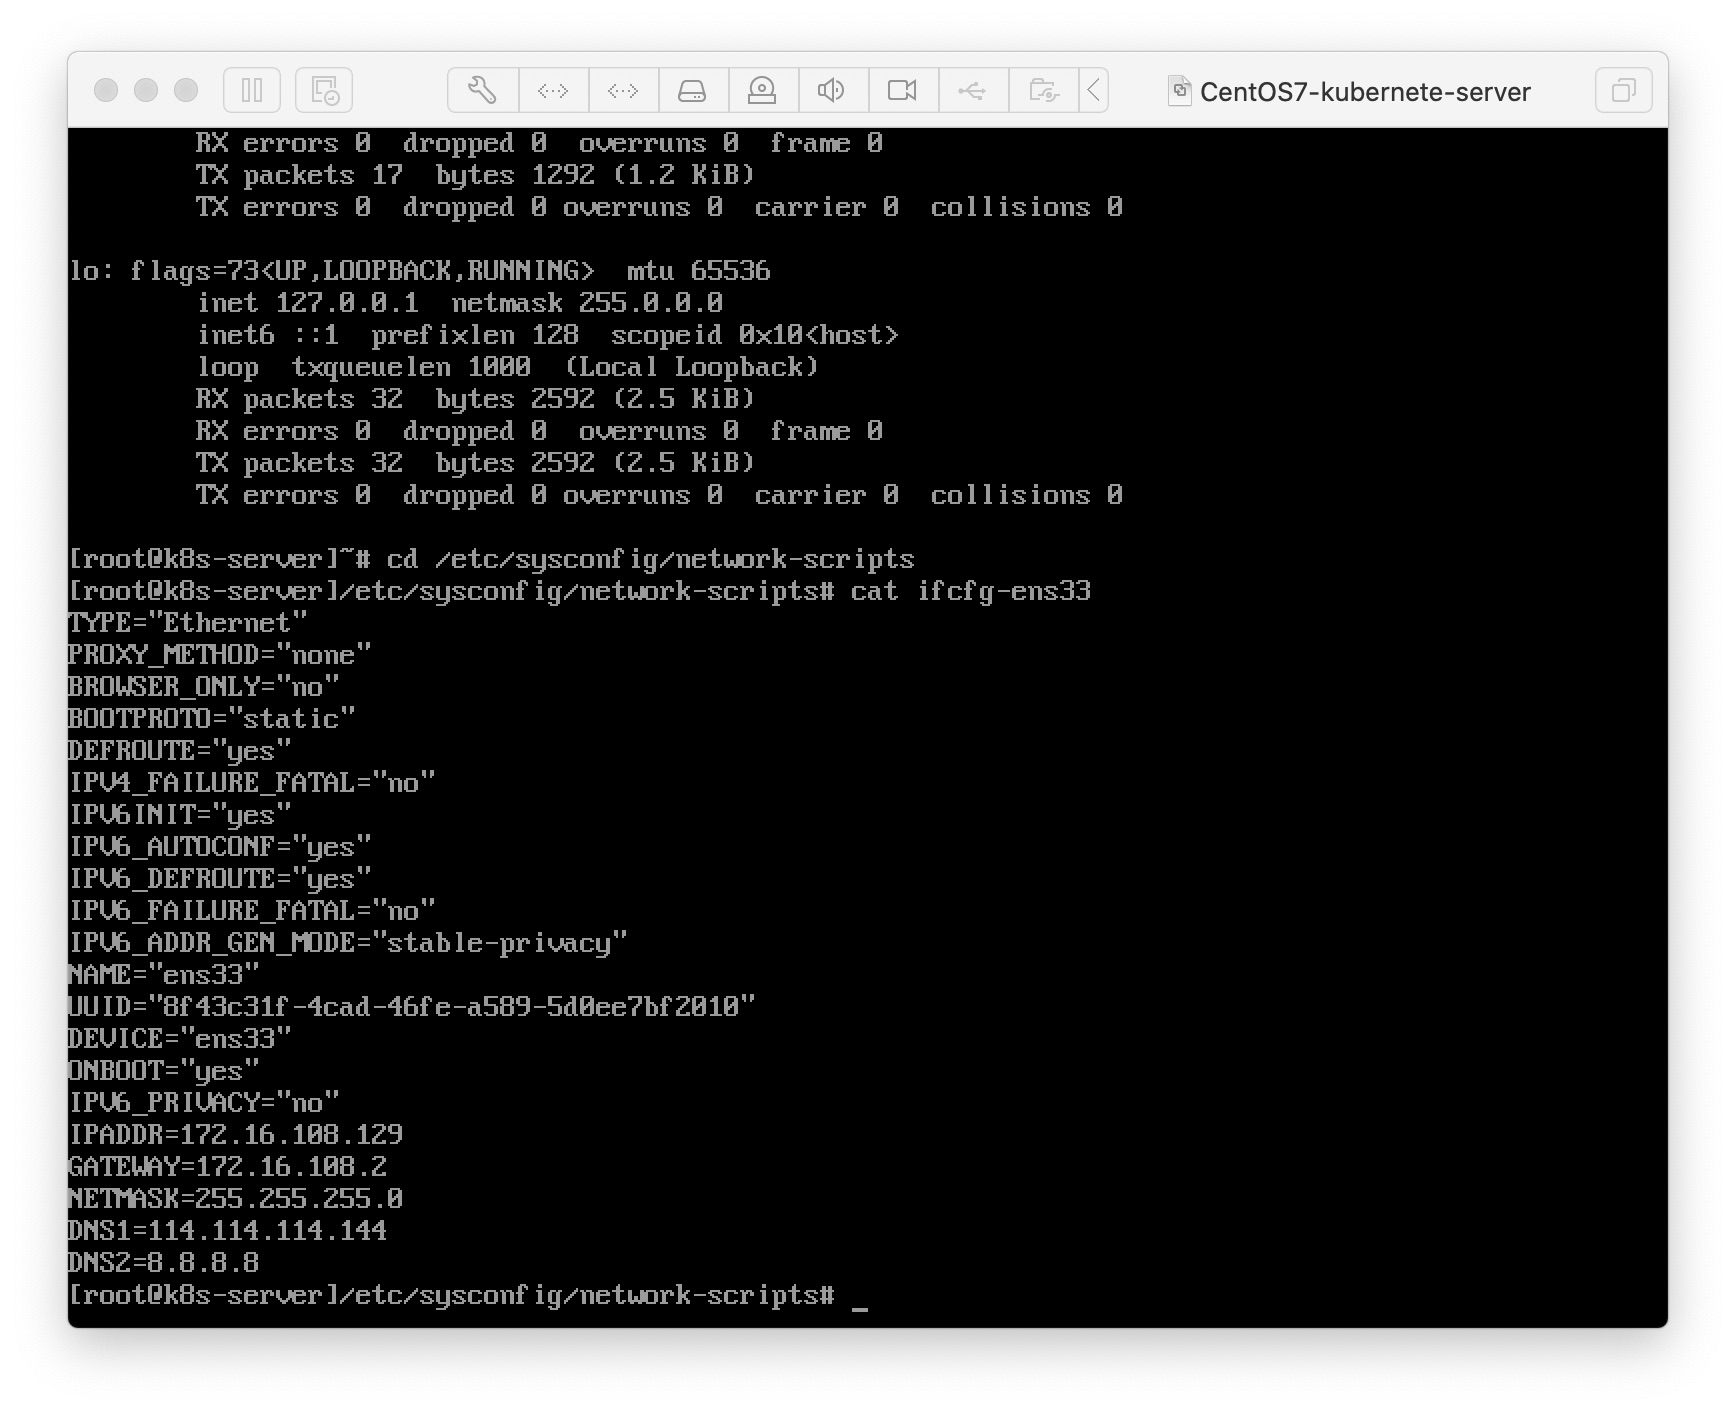 CentOS7-kubernete-server
RX errors 0  dropped 0  overruns 0  frame 0
TX packets 17  bytes 1292 (1.2 KiB)
TX errors 0  dropped 0 overruns 0  carrier 0  collisions 0
lo: flags=73<UP,LOOPBACK,RUNNING>  mtu 65536
inet 127.0.0.1  netmask 255.0.0.0
inet6 ::1  prefixlen 128  scopeid 0x10<host>
loop  txqueuelen 1000  (Local Loopback)
RX packets 32  bytes 2592 (2.5 KiB)
RX errors 0  dropped 0  overruns 0  frame 0
TX packets 32  bytes 2592 (2.5 KiB)
TX errors 0  dropped 0 overruns 0  carrier 0  collisions 0
[root@k8s-server]~# cd /etc/sysconfig/network-scripts
[root@k8s-server]/etc/sysconfig/network-scripts# cat ifcfg-ens33
TYPE="Ethernet"
PROXY_METHOD="none"
BROWSER_ONLY="no"
BOOTPROTO="static"
DEFROUTE="yes"
IPV4_FAILURE_FATAL="no"
IPV6INIT="yes"
IPV6_AUTOCONF="yes"
IPV6_DEFROUTE="yes"
IPV6_FAILURE_FATAL="no"
IPV6_ADDR_GEN_MODE="stable-privacy"
NAME="ens33"
UUID="8f43c31f-4cad-46fe-a589-5d0ee7bf2010"
DEVICE="ens33"
ONBOOT="yes"
IPV6_PRIVACY="no"
IPADDR=172.16.108.129
GATEWAY=172.16.108.2
NETMASK=255.255.255.0
DNS1=114.114.114.144
DNS2=8.8.8.8
[root@k8s-server]/etc/sysconfig/network-scripts# _